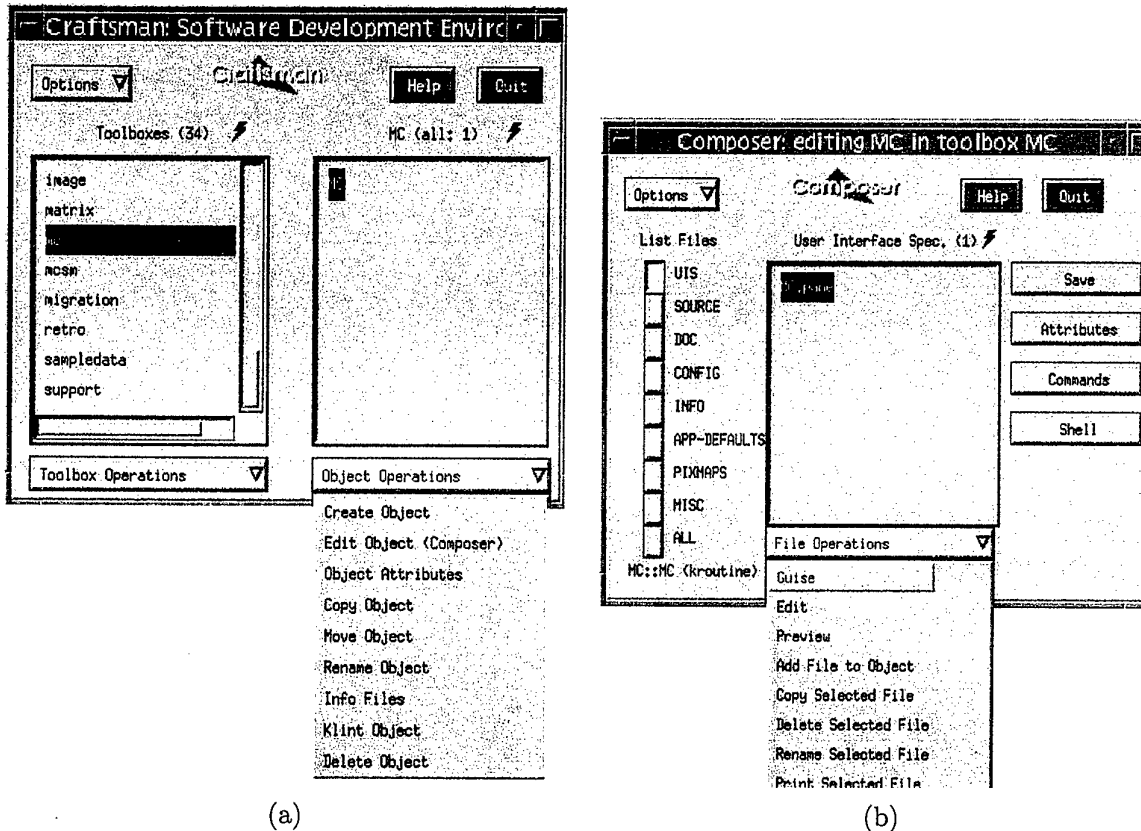 Craftsman: Software Development Enviro
Options
Craftsman
Help
Quit
Toolboxes (34)
MC (all: 1)
image
matrix
mc
mcsm
migration
retro
sampledata
support
Toolbox Operations
Object Operations
Create Object
Edit Object (Composer)
Object Attributes
Copy Object
Move Object
Rename Object
Info Files
Klint Object
Delete Object
(a)
Composer: editing MC in toolbox MC
Options
Composer
Help
Quit
List Files
User Interface Spec. (1)
UIS
SOURCE
DOC
CONFIG
INFO
APP-DEFAULTS
PIXMAPS
MISC
ALL
Save
Attributes
Commands
Shell
MC::MC (kroutine)
File Operations
Guise
Edit
Preview
Add File to Object
Copy Selected File
Delete Selected File
Rename Selected File
Print Selected File
(b)